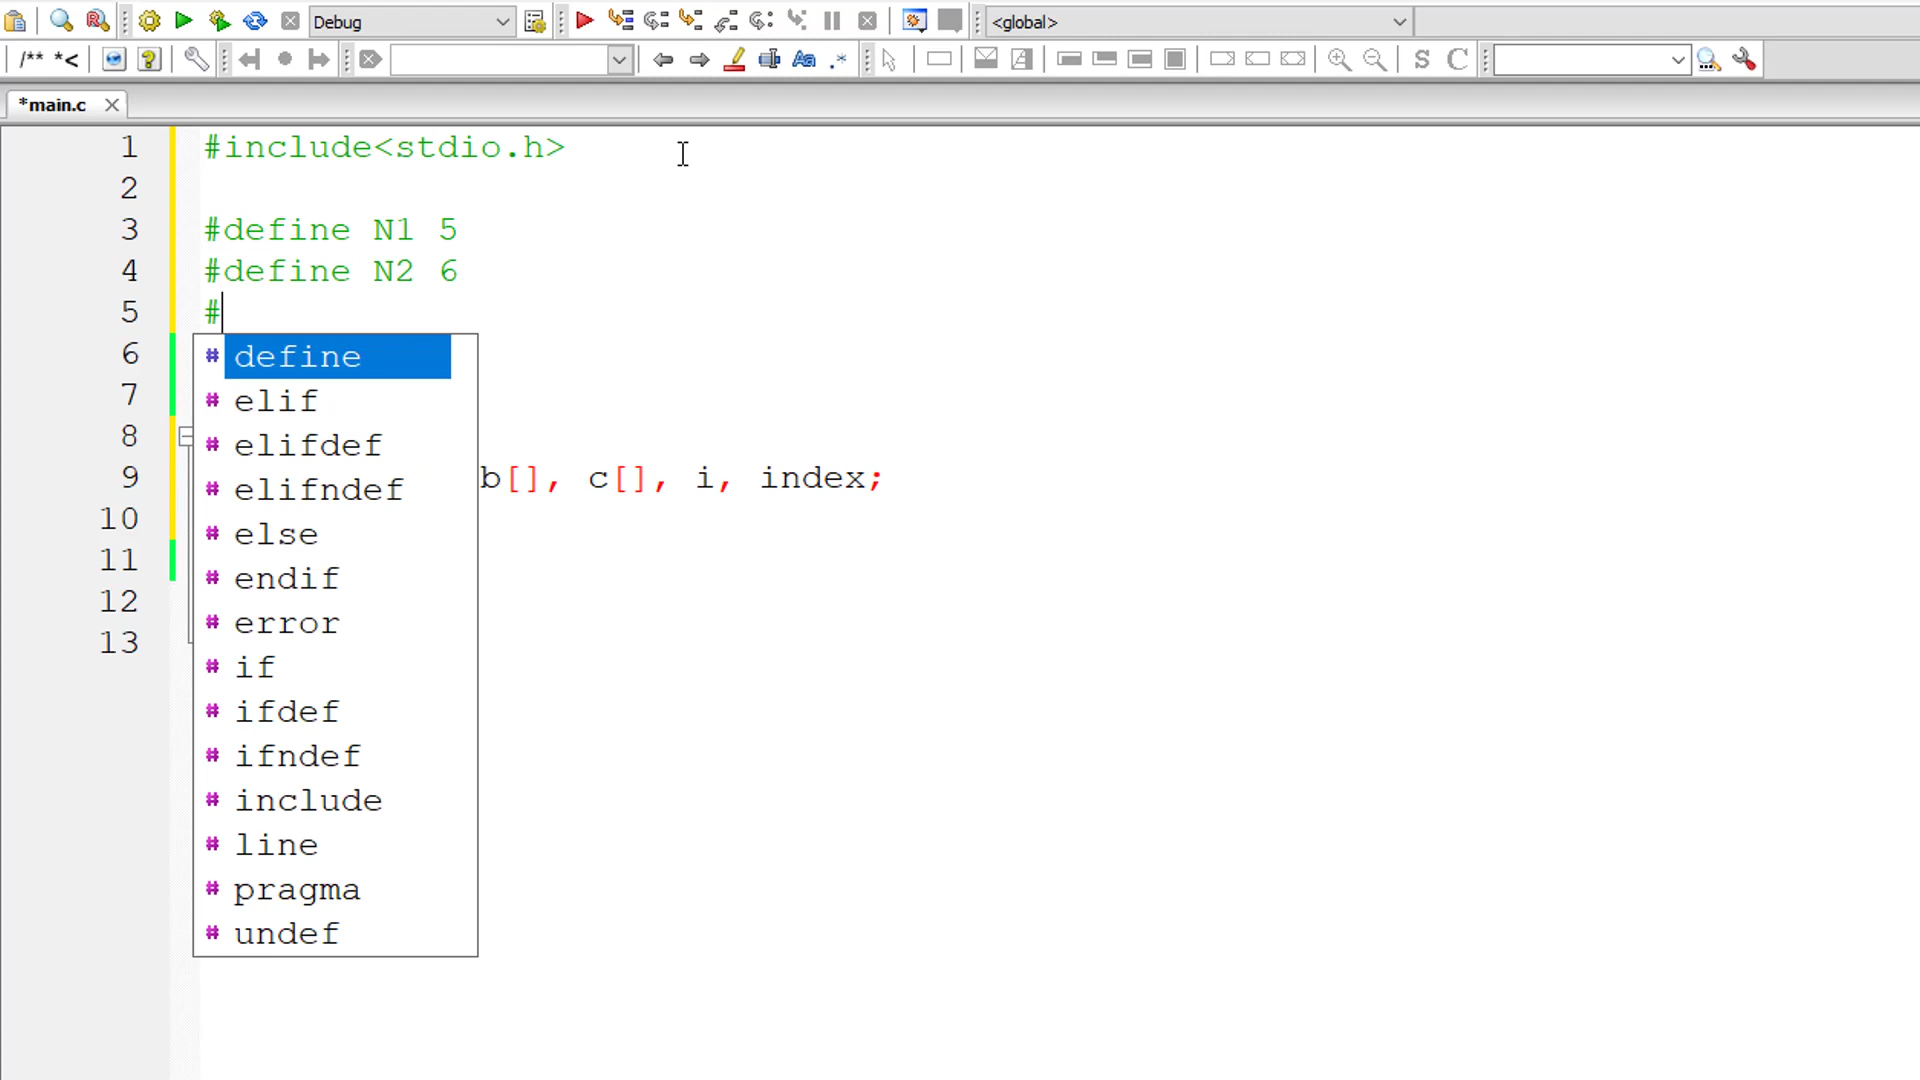 Debug
<global>
/** *<
Aa
.*
S
C
*main.c
1 #include<stdio.h>
2
3 #define N1 5
4 #define N2 6
5 #
6
7
8
9 b[], c[], i, index;
10
11
12
13
# define
# elif
# elifdef
# elifndef
# else
# endif
# error
# if
# ifdef
# ifndef
# include
# line
# pragma
# undef